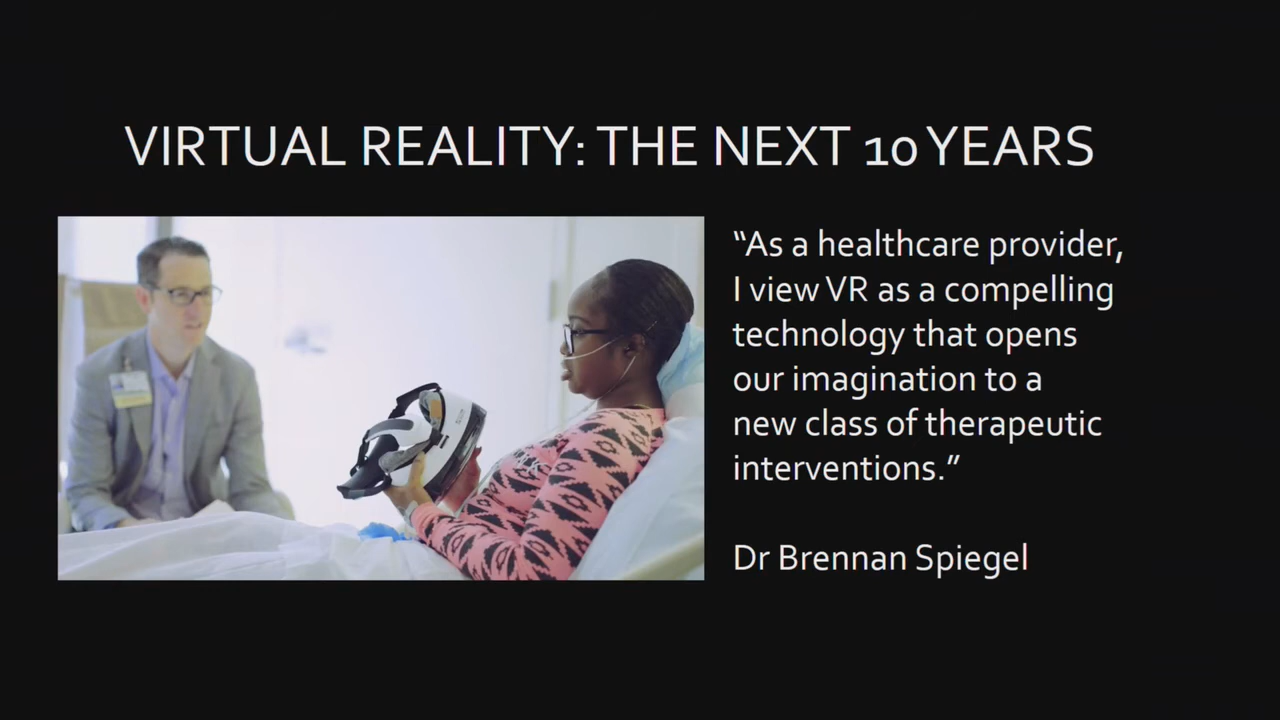 VIRTUAL REALITY: THE NEXT 10 YEARS
“As a healthcare provider,
I view VR as a compelling
technology that opens
our imagination to a
new class of therapeutic
interventions.”
Dr Brennan Spiegel